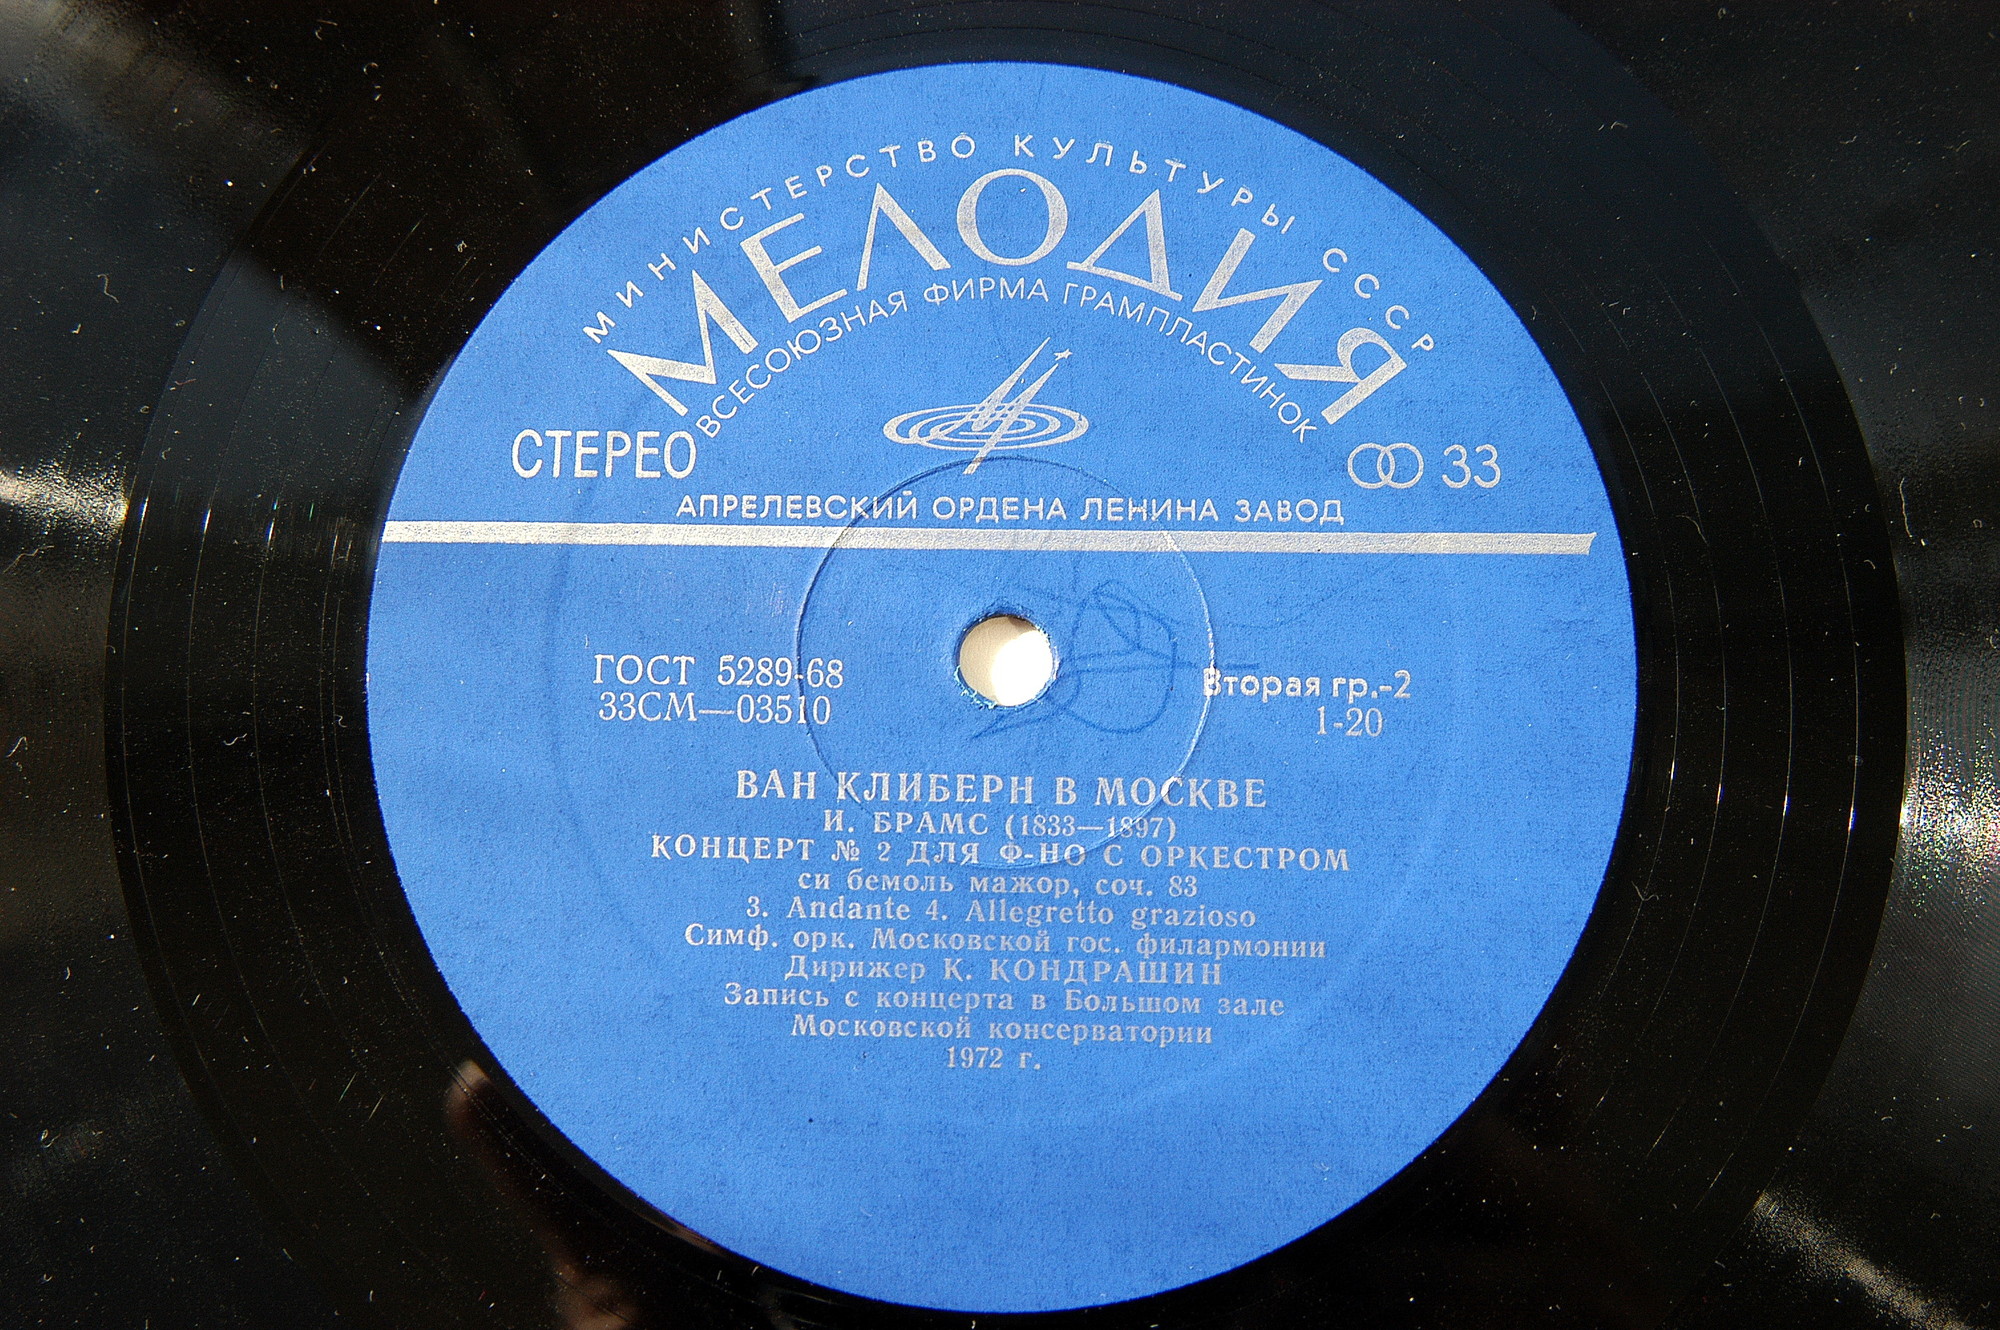 МИНИСТЕРСТВО КУЛЬТУРЫ СССР
МЕЛОДИЯ
ВСЕСОЮЗНАЯ ФИРМА ГРАМПЛАСТИНОК
СТЕРЕО
33
АПРЕЛЕВСКИЙ ОРДЕНА ЛЕНИНА ЗАВОД
ГОСТ 5289-68
33СМ—03510
Вторая гр.-2
1-20
ВАН КЛИБЕРН В МОСКВЕ
И. БРАМС (1833—1897)
КОНЦЕРТ № 2 ДЛЯ Ф-НО С ОРКЕСТРОМ
си бемоль мажор, соч. 83
3. Andante 4. Allegretto grazioso
Симф. орк. Московской гос. филармонии
Дирижер К. КОНДРАШИН
Запись с концерта в Большом зале
Московской консерватории
1972 г.